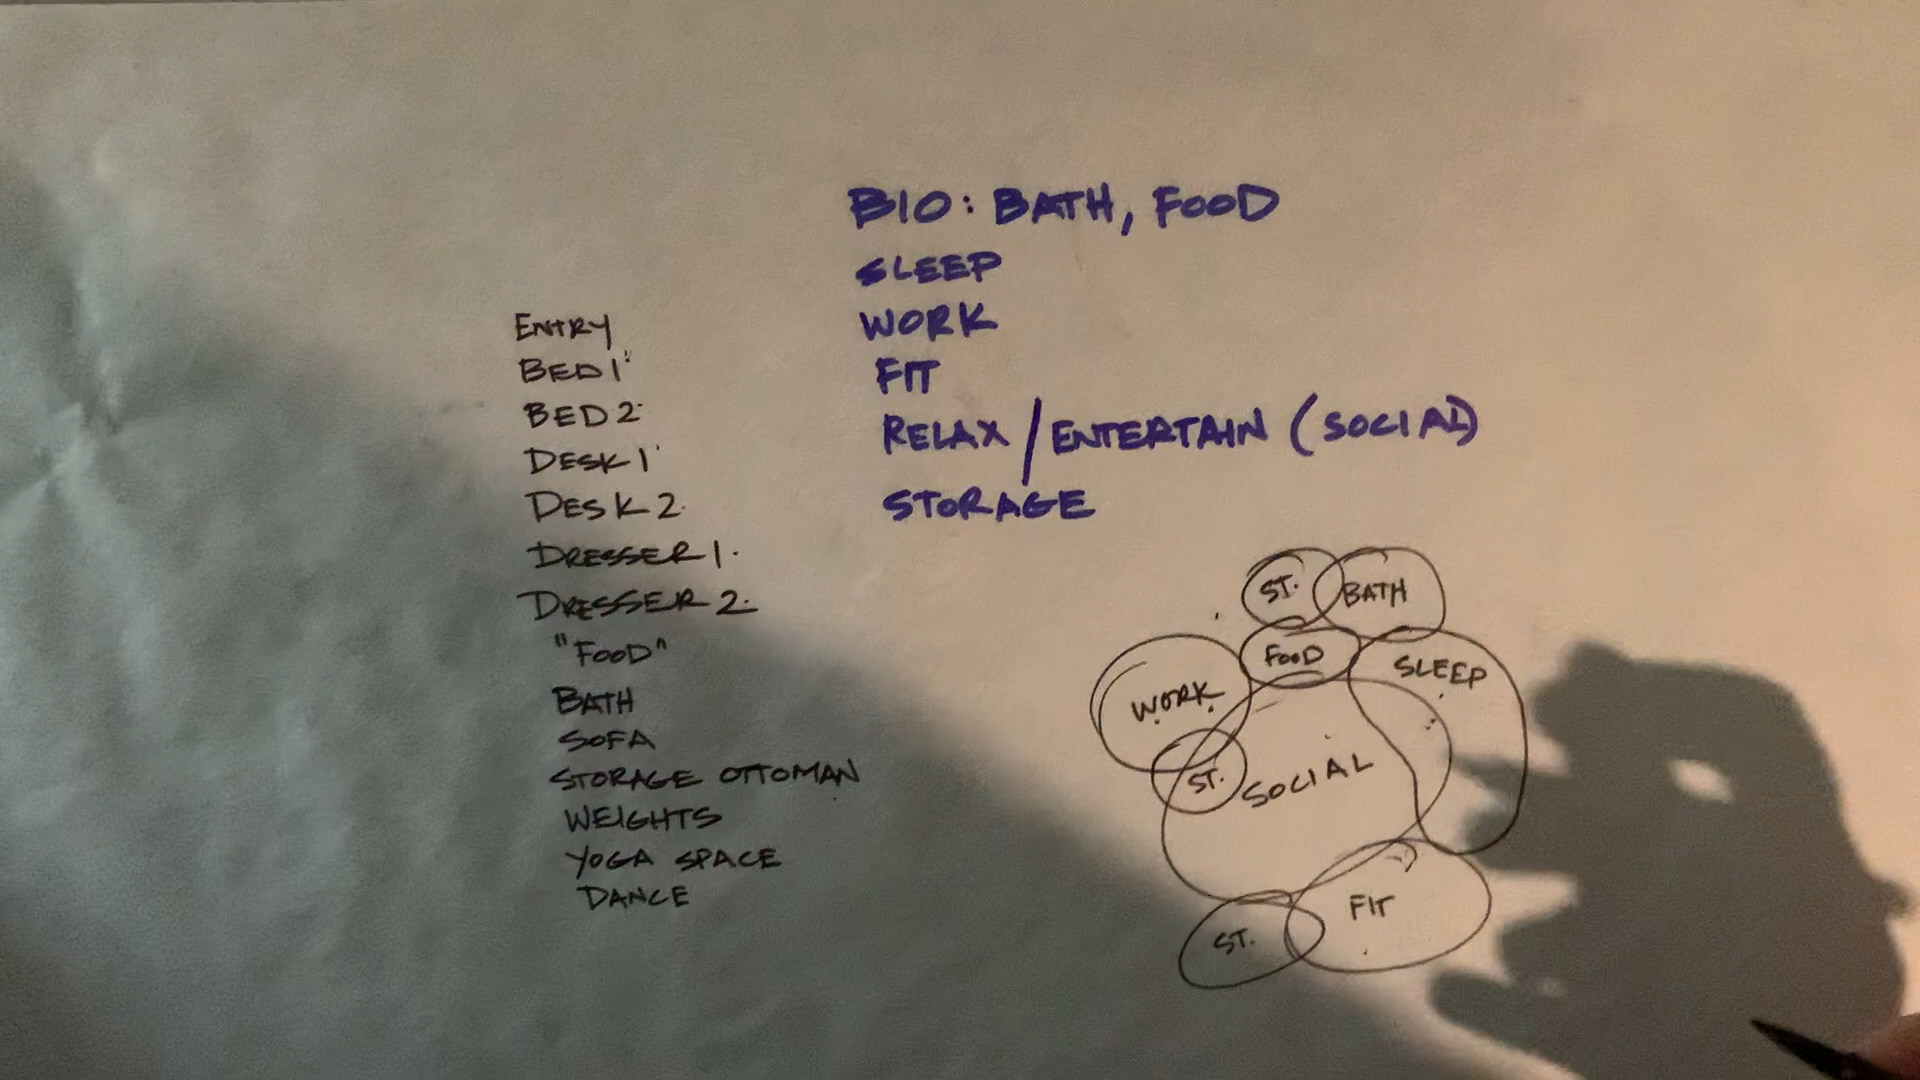 BIO: BATH, FOOD
SLEEP
WORK
FIT
RELAX / ENTERTAIN (SOCIAL)
STORAGE
ENTRY
BED 1
BED 2
DESK 1
DESK 2
DRESSER 1.
DRESSER 2.
"FOOD"
BATH
SOFA
STORAGE OTTOMAN
WEIGHTS
YOGA SPACE
DANCE
ST.
BATH
FOOD
SLEEP
WORK
ST.
SOCIAL
FIT
ST.